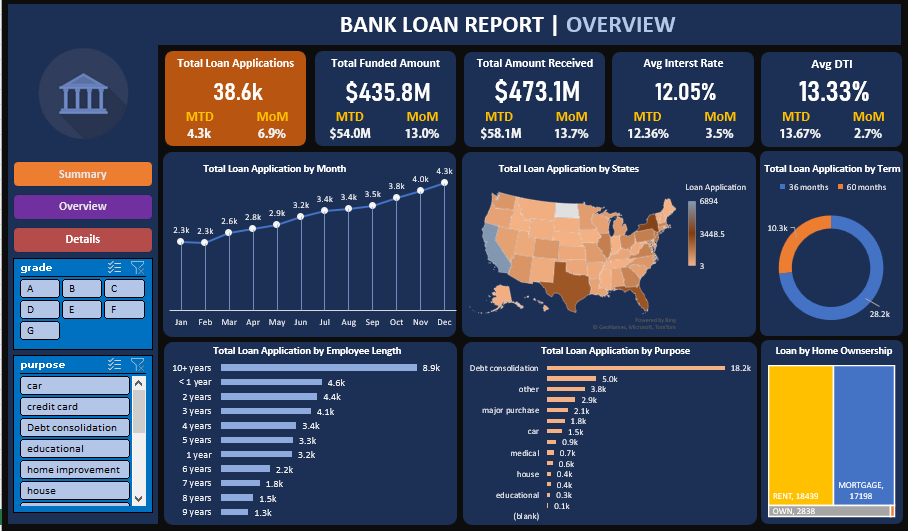 BANK LOAN REPORT | OVERVIEW
Total Loan Applications
38.6k
MTD MoM
4.3k 6.9%
Total Funded Amount
$435.8M
MTD MoM
$54.0M 13.0%
Total Amount Received
$473.1M
MTD MoM
$58.1M 13.7%
Avg Interst Rate
12.05%
MTD MoM
12.36% 3.5%
Avg DTI
13.33%
MTD MoM
13.67% 2.7%
Summary
Overview
Details
grade
A B C
D E F
G
purpose
car
credit card
Debt consolidation
educational
home improvement
house
Total Loan Application by Month
2.3k 2.3k 2.6k 2.8k 2.9k 3.2k 3.4k 3.4k 3.5k 3.8k 4.0k 4.3k
Jan Feb Mar Apr May Jun Jul Aug Sep Oct Nov Dec
Total Loan Application by States
Loan Application
6894
3448.5
3
Powered by Bing
© GeoNames, Microsoft, TomTom
Total Loan Application by Term
36 months 60 months
10.3k
28.2k
Total Loan Application by Employee Length
10+ years 8.9k
< 1 year 4.6k
2 years 4.4k
3 years 4.1k
4 years 3.4k
5 years 3.3k
1 year 3.2k
6 years 2.2k
7 years 1.8k
8 years 1.5k
9 years 1.3k
Total Loan Application by Purpose
Debt consolidation 18.2k
5.0k
other 3.8k
2.9k
major purchase 2.1k
1.8k
car 1.5k
0.9k
medical 0.7k
0.6k
house 0.4k
0.4k
educational 0.3k
0.1k
(blank)
Loan by Home Ownsership
RENT, 18439
MORTGAGE,
17198
OWN, 2838